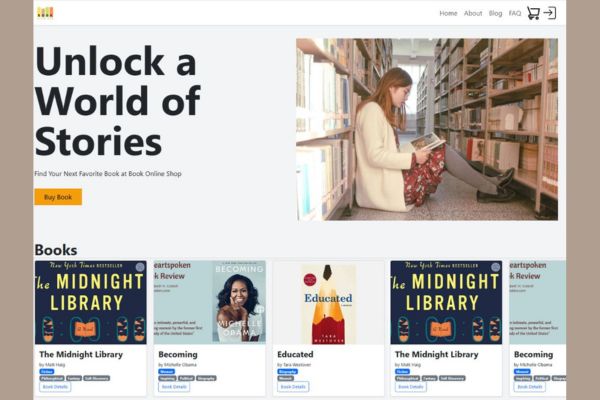 Home About Blog FAQ
Unlock a
World of
Stories
Find Your Next Favorite Book at Book Online Shop
Buy Book
Books
New York Times BESTSELLER
The MIDNIGHT
LIBRARY
a Novel
The Midnight Library
by Matt Haig
Fiction
Philosophical Fantasy Self-Discovery
Book Details
eartspoken
k Review
BECOMING
MICHELLE
OBAMA
Becoming
by Michelle Obama
Memoir
Inspiring Political Biography
Book Details
Educated
TARA
WESTOVER
Educated
by Tara Westover
Memoir
Biography
Book Details
New York Times BESTSELLER
The MIDNIGHT
LIBRARY
a Novel
The Midnight Library
by Matt Haig
Fiction
Philosophical Fantasy Self-Discovery
Book Details
eartspoken
k Review
Becoming
by Michelle Obama
Memoir
Inspiring Political
Book Details